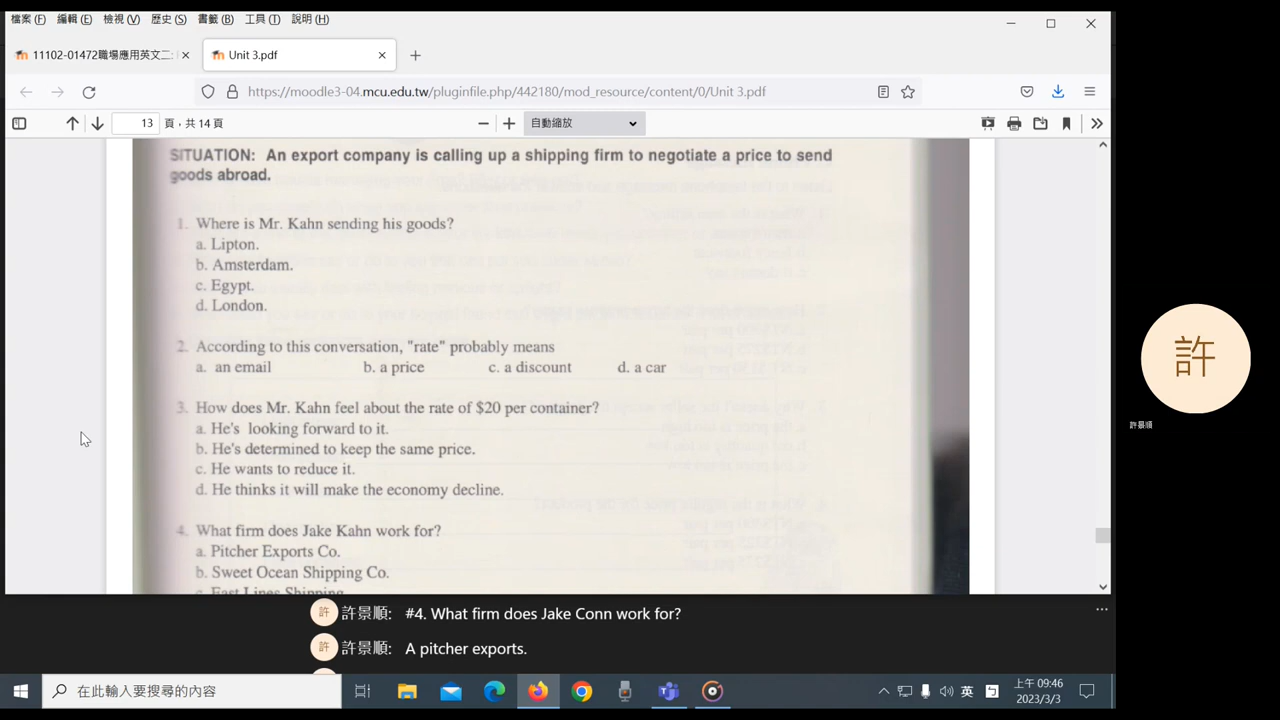 檔案 (F) 編輯 (E) 檢視 (V) 歷史 (S) 書籤 (B) 工具 (T) 說明 (H)
11102-01472職場應用英文二:
Unit 3.pdf
https://moodle3-04.mcu.edu.tw/pluginfile.php/442180/mod_resource/content/0/Unit 3.pdf
13 頁，共 14 頁
自動縮放
SITUATION: An export company is calling up a shipping firm to negotiate a price to send
goods abroad.
1. Where is Mr. Kahn sending his goods?
a. Lipton.
b. Amsterdam.
c. Egypt.
d. London.
2. According to this conversation, "rate" probably means
a. an email b. a price c. a discount d. a car
3. How does Mr. Kahn feel about the rate of $20 per container?
a. He's looking forward to it.
b. He's determined to keep the same price.
c. He wants to reduce it.
d. He thinks it will make the economy decline.
4. What firm does Jake Kahn work for?
a. Pitcher Exports Co.
b. Sweet Ocean Shipping Co.
c. East Lines Shipping
許
許景順
許 許景順: #4. What firm does Jake Conn work for?
許 許景順: A pitcher exports.
在此輸入要搜尋的內容
英
上午 09:46
2023/3/3